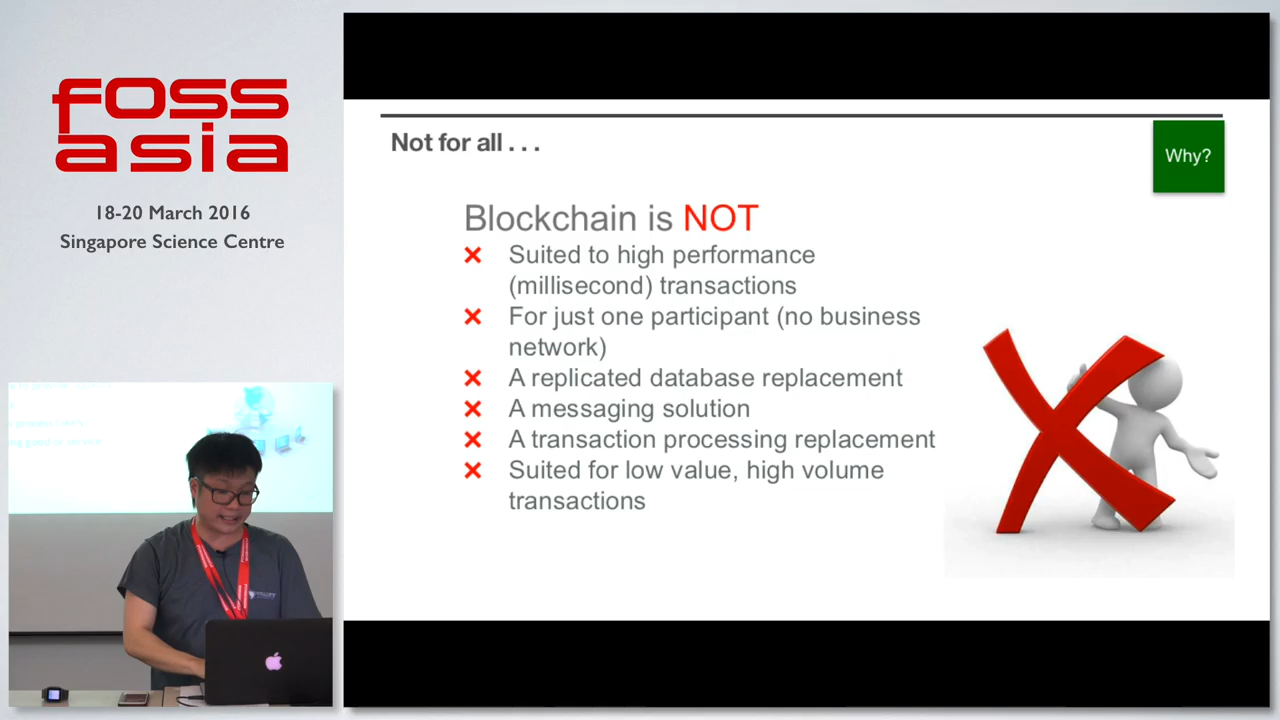 foss
asia
18-20 March 2016
Singapore Science Centre
Not for all . . .
Why?
Blockchain is NOT
Suited to high performance
(millisecond) transactions
For just one participant (no business
network)
A replicated database replacement
A messaging solution
A transaction processing replacement
Suited for low value, high volume
transactions